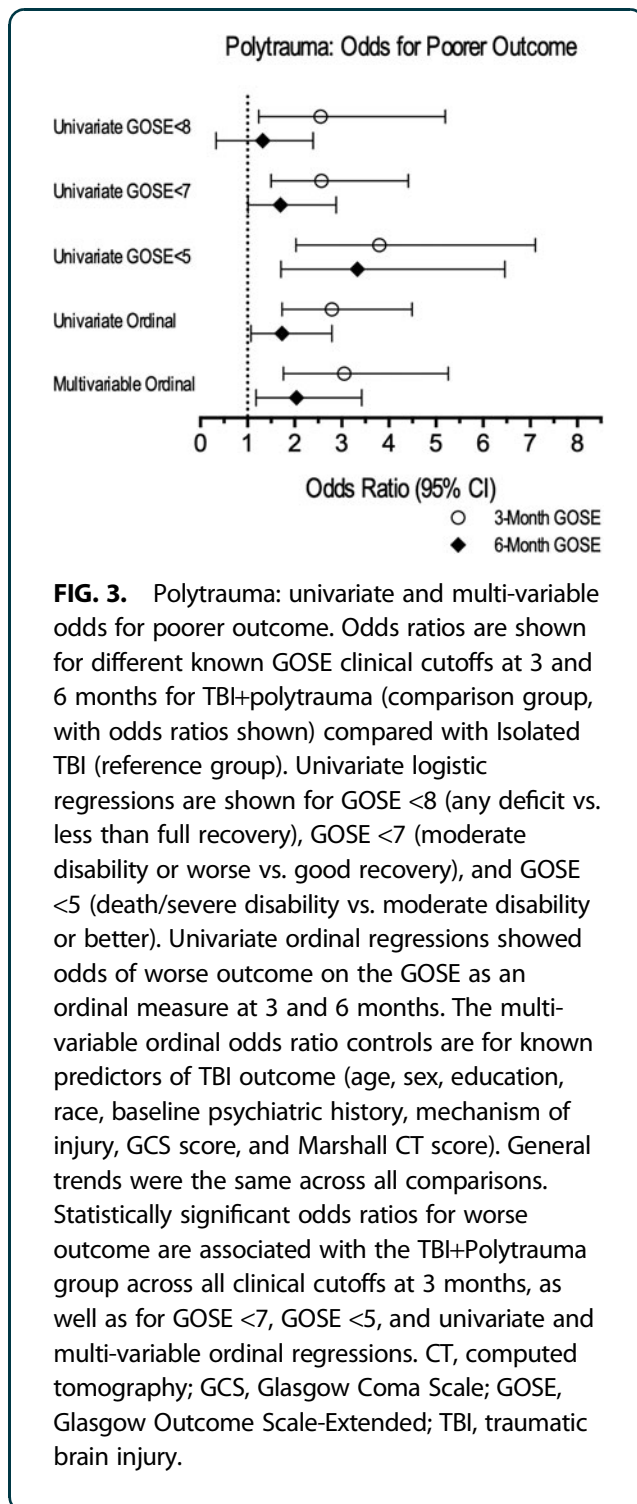 Polytrauma: Odds for Poorer Outcome
Univariate GOSE<8
Univariate GOSE<7
Univariate GOSE<5
Univariate Ordinal
Multivariable Ordinal
0 1 2 3 4 5 6 7 8
Odds Ratio (95% CI)
3-Month GOSE
6-Month GOSE
FIG. 3. Polytrauma: univariate and multi-variable
odds for poorer outcome. Odds ratios are shown
for different known GOSE clinical cutoffs at 3 and
6 months for TBI+polytrauma (comparison group,
with odds ratios shown) compared with Isolated
TBI (reference group). Univariate logistic
regressions are shown for GOSE <8 (any deficit vs.
less than full recovery), GOSE <7 (moderate
disability or worse vs. good recovery), and GOSE
<5 (death/severe disability vs. moderate disability
or better). Univariate ordinal regressions showed
odds of worse outcome on the GOSE as an
ordinal measure at 3 and 6 months. The multi-
variable ordinal odds ratio controls are for known
predictors of TBI outcome (age, sex, education,
race, baseline psychiatric history, mechanism of
injury, GCS score, and Marshall CT score). General
trends were the same across all comparisons.
Statistically significant odds ratios for worse
outcome are associated with the TBI+Polytrauma
group across all clinical cutoffs at 3 months, as
well as for GOSE <7, GOSE <5, and univariate and
multi-variable ordinal regressions. CT, computed
tomography; GCS, Glasgow Coma Scale; GOSE,
Glasgow Outcome Scale-Extended; TBI, traumatic
brain injury.